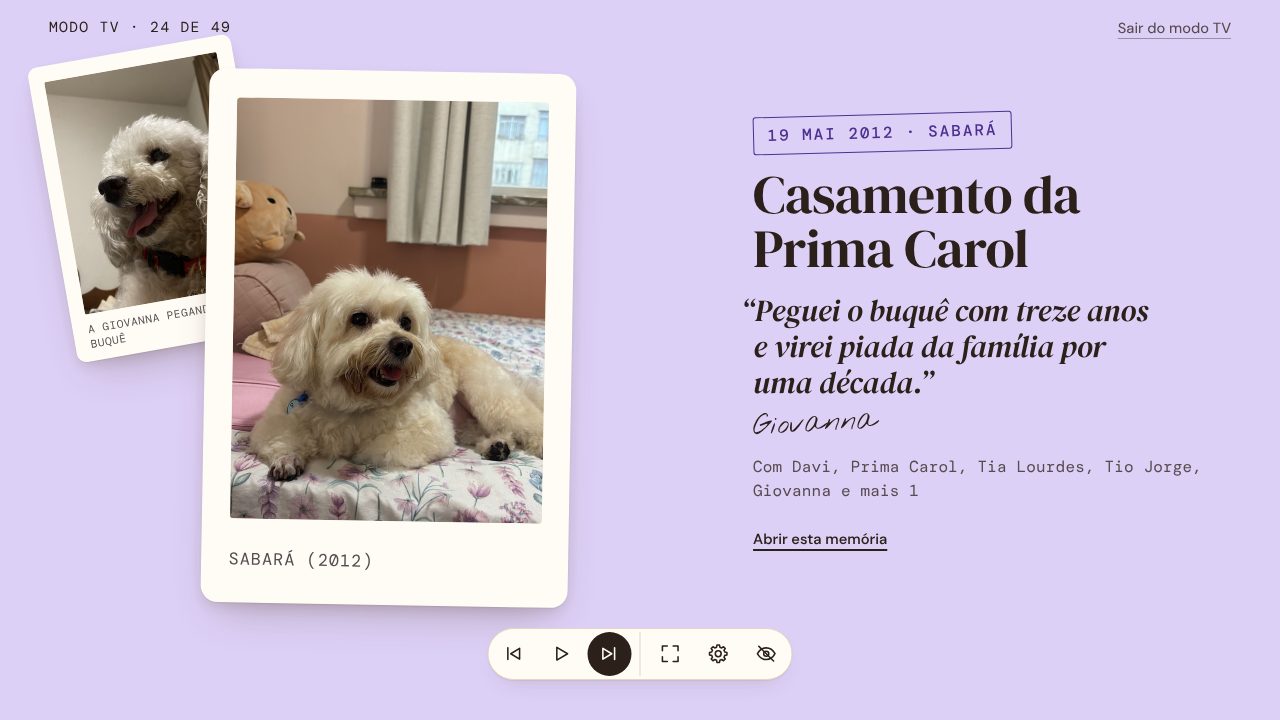 MODO TV · 24 DE 49
Sair do modo TV
A GIOVANNA
BUQUÊ
SABARÁ (2012)
19 MAI 2012 · SABARÁ
Casamento da
Prima Carol
“Peguei o buquê com treze anos
e virei piada da família por
uma década.”
Giovanna
Com Davi, Prima Carol, Tia Lourdes, Tio Jorge,
Giovanna e mais 1
Abrir esta memória